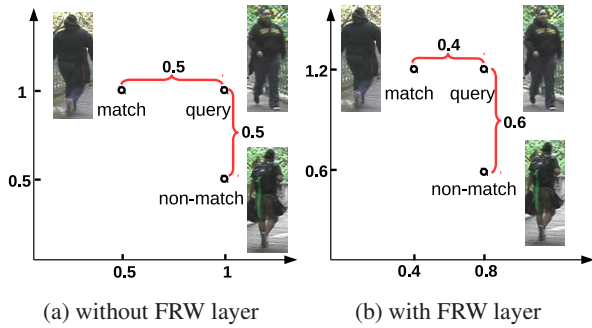 0.5
1
match
query
0.5
0.5
non-match
0.5
1
(a) without FRW layer
0.4
1.2
match
query
0.6
0.6
non-match
0.4
0.8
(b) with FRW layer